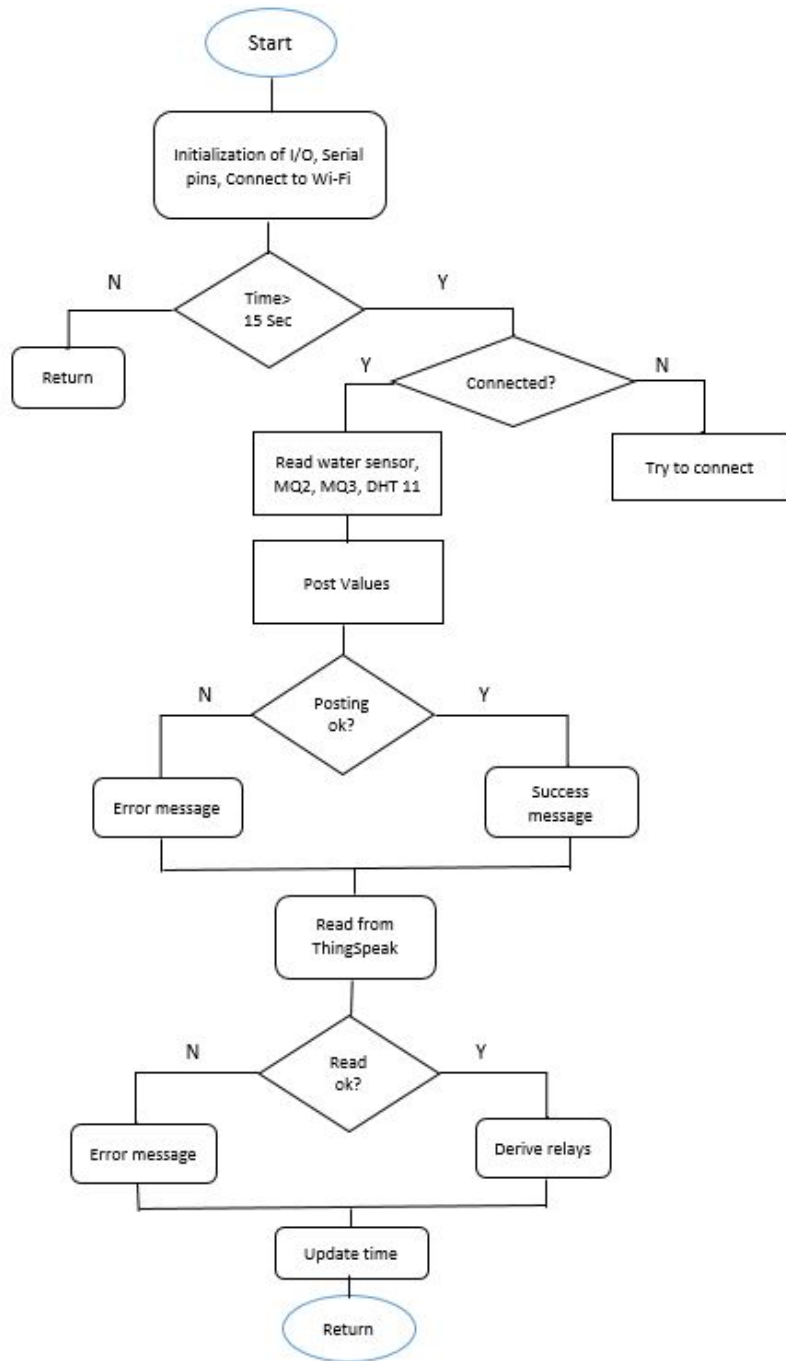 Start
Initialization of I/O, Serial
pins, Connect to Wi-Fi
N
Y
Time>
15 Sec
Return
Y
Connected?
N
Read water sensor,
MQ2, MQ3, DHT 11
Try to connect
Post Values
N
Posting
ok?
Y
Error message
Success
message
Read from
ThingSpeak
N
Read
ok?
Y
Error message
Derive relays
Update time
Return